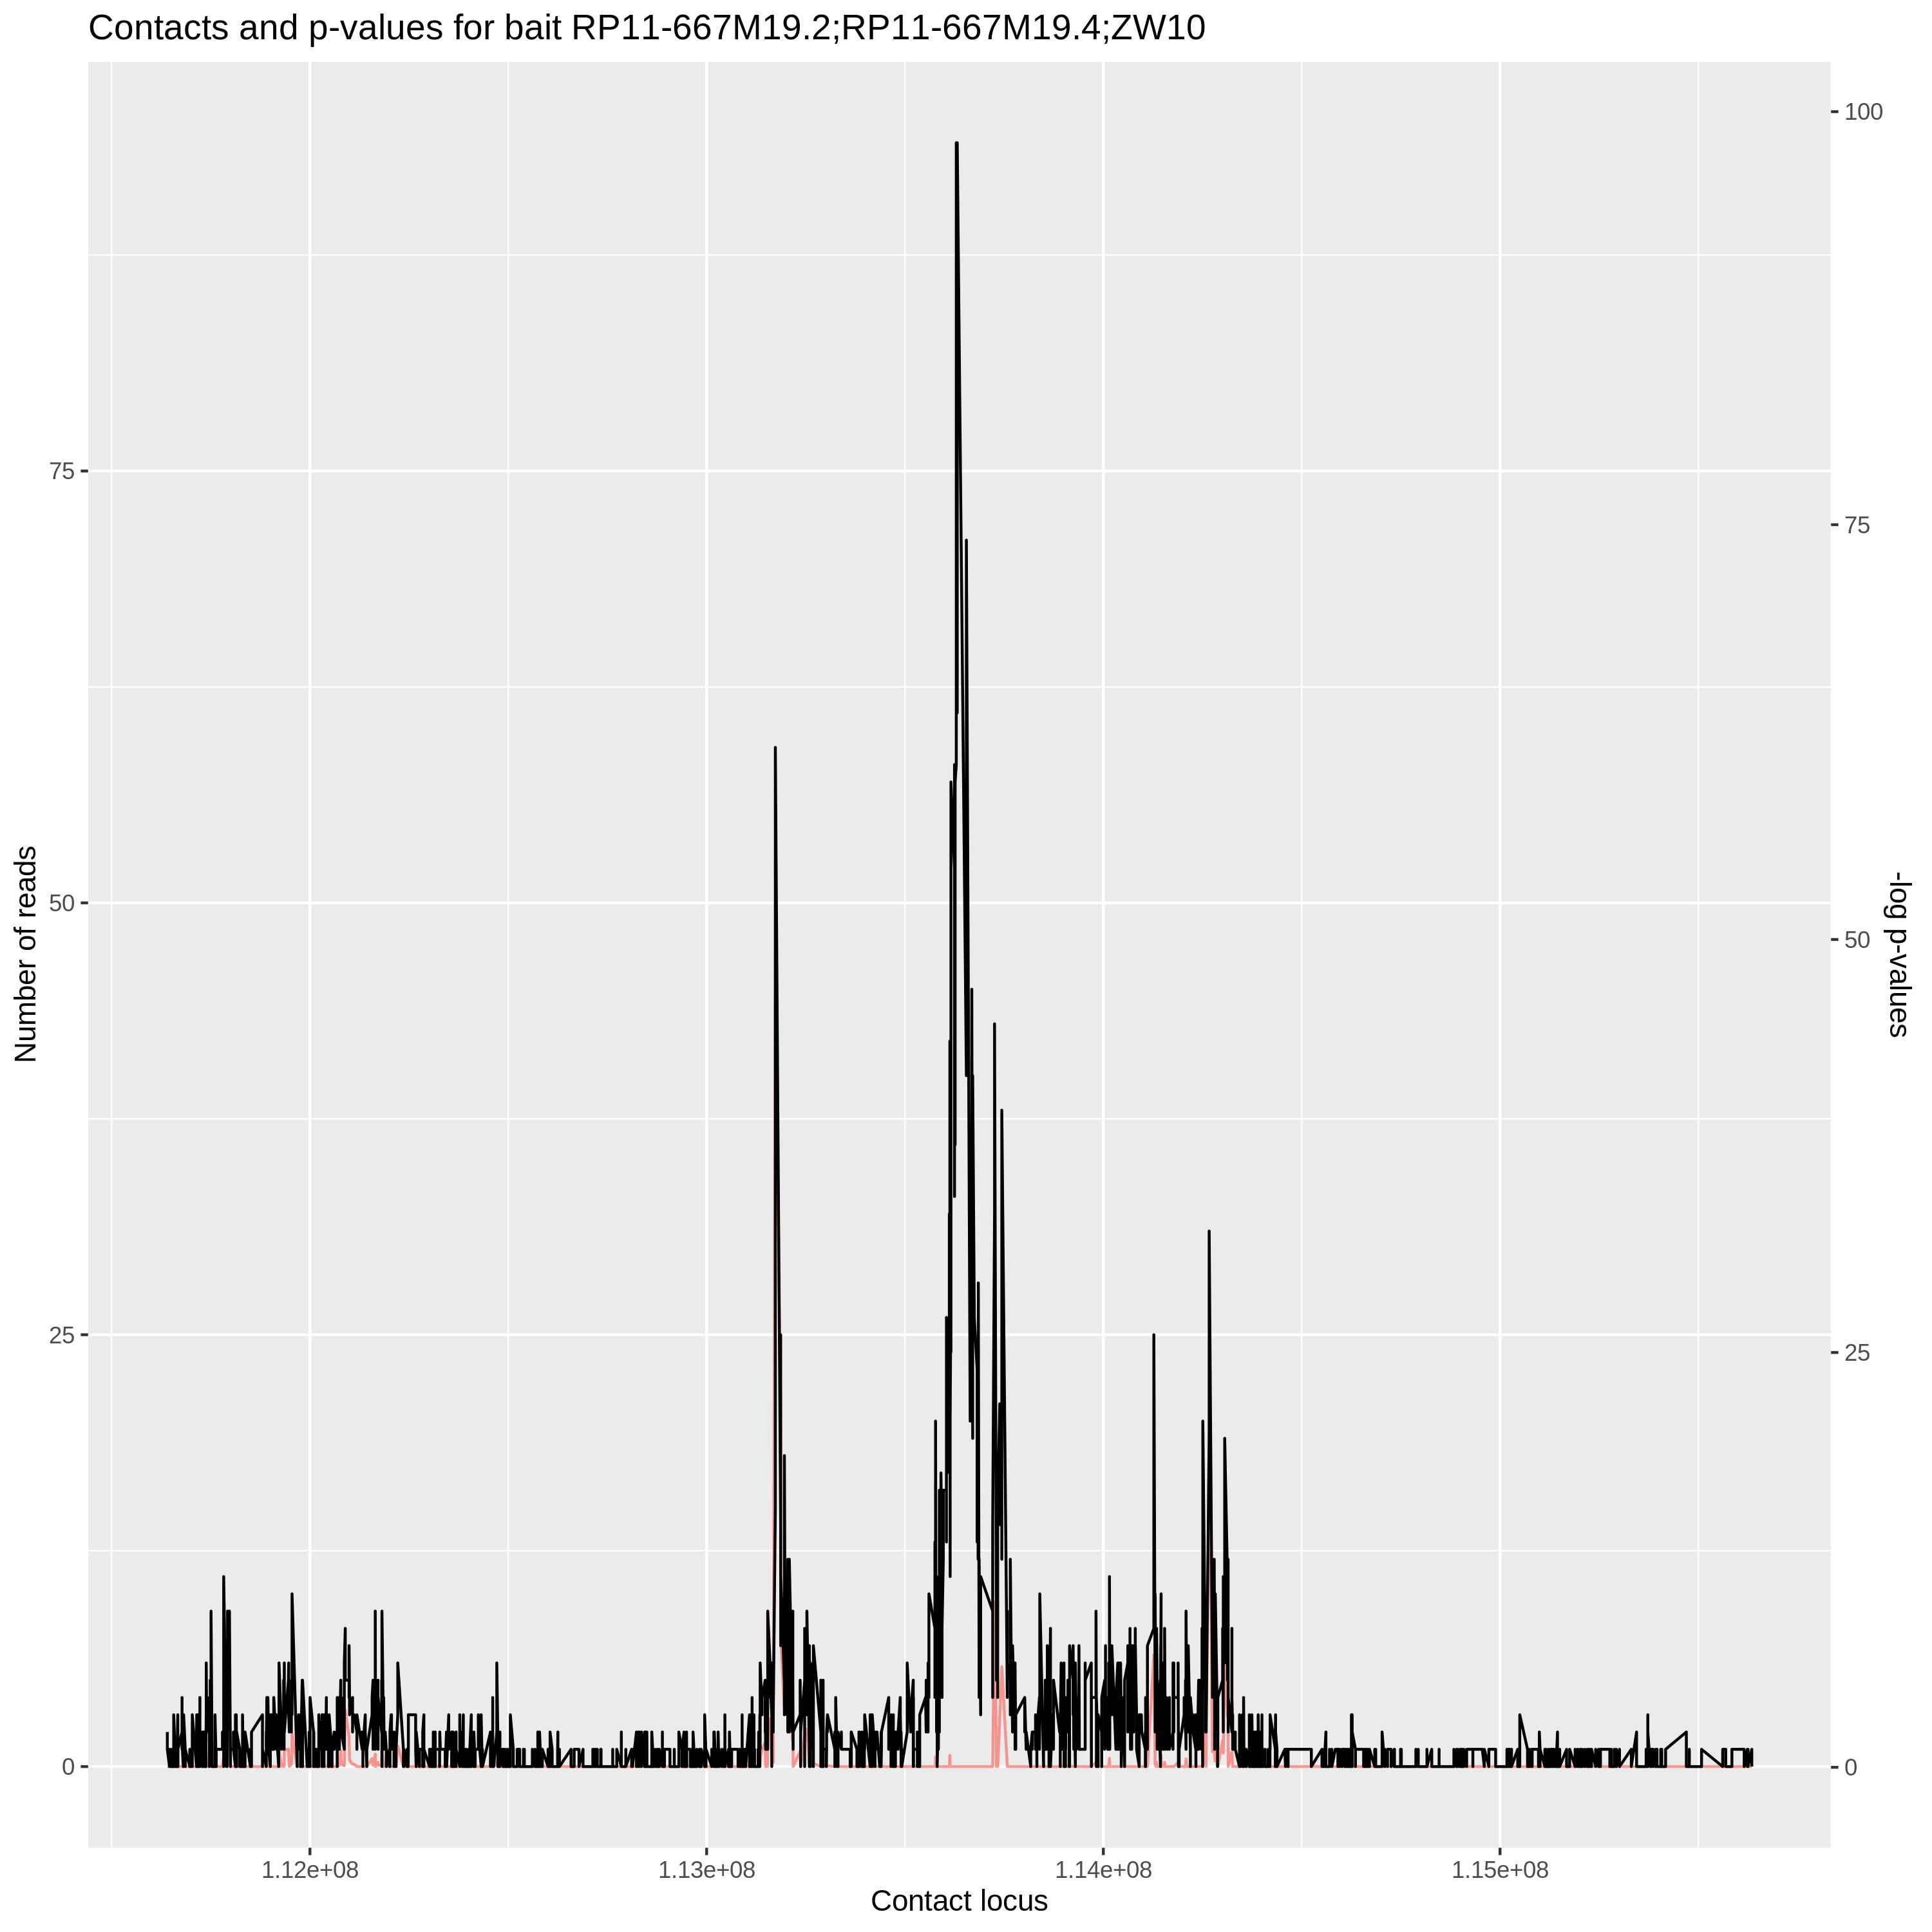 Contacts and p-values for bait RP11-667M19.2;RP11-667M19.4;ZW10
100
75
75
50
50
25
25
0
0
Number of reads
-log p-values
1.12e+08
1.13e+08
1.14e+08
1.15e+08
Contact locus